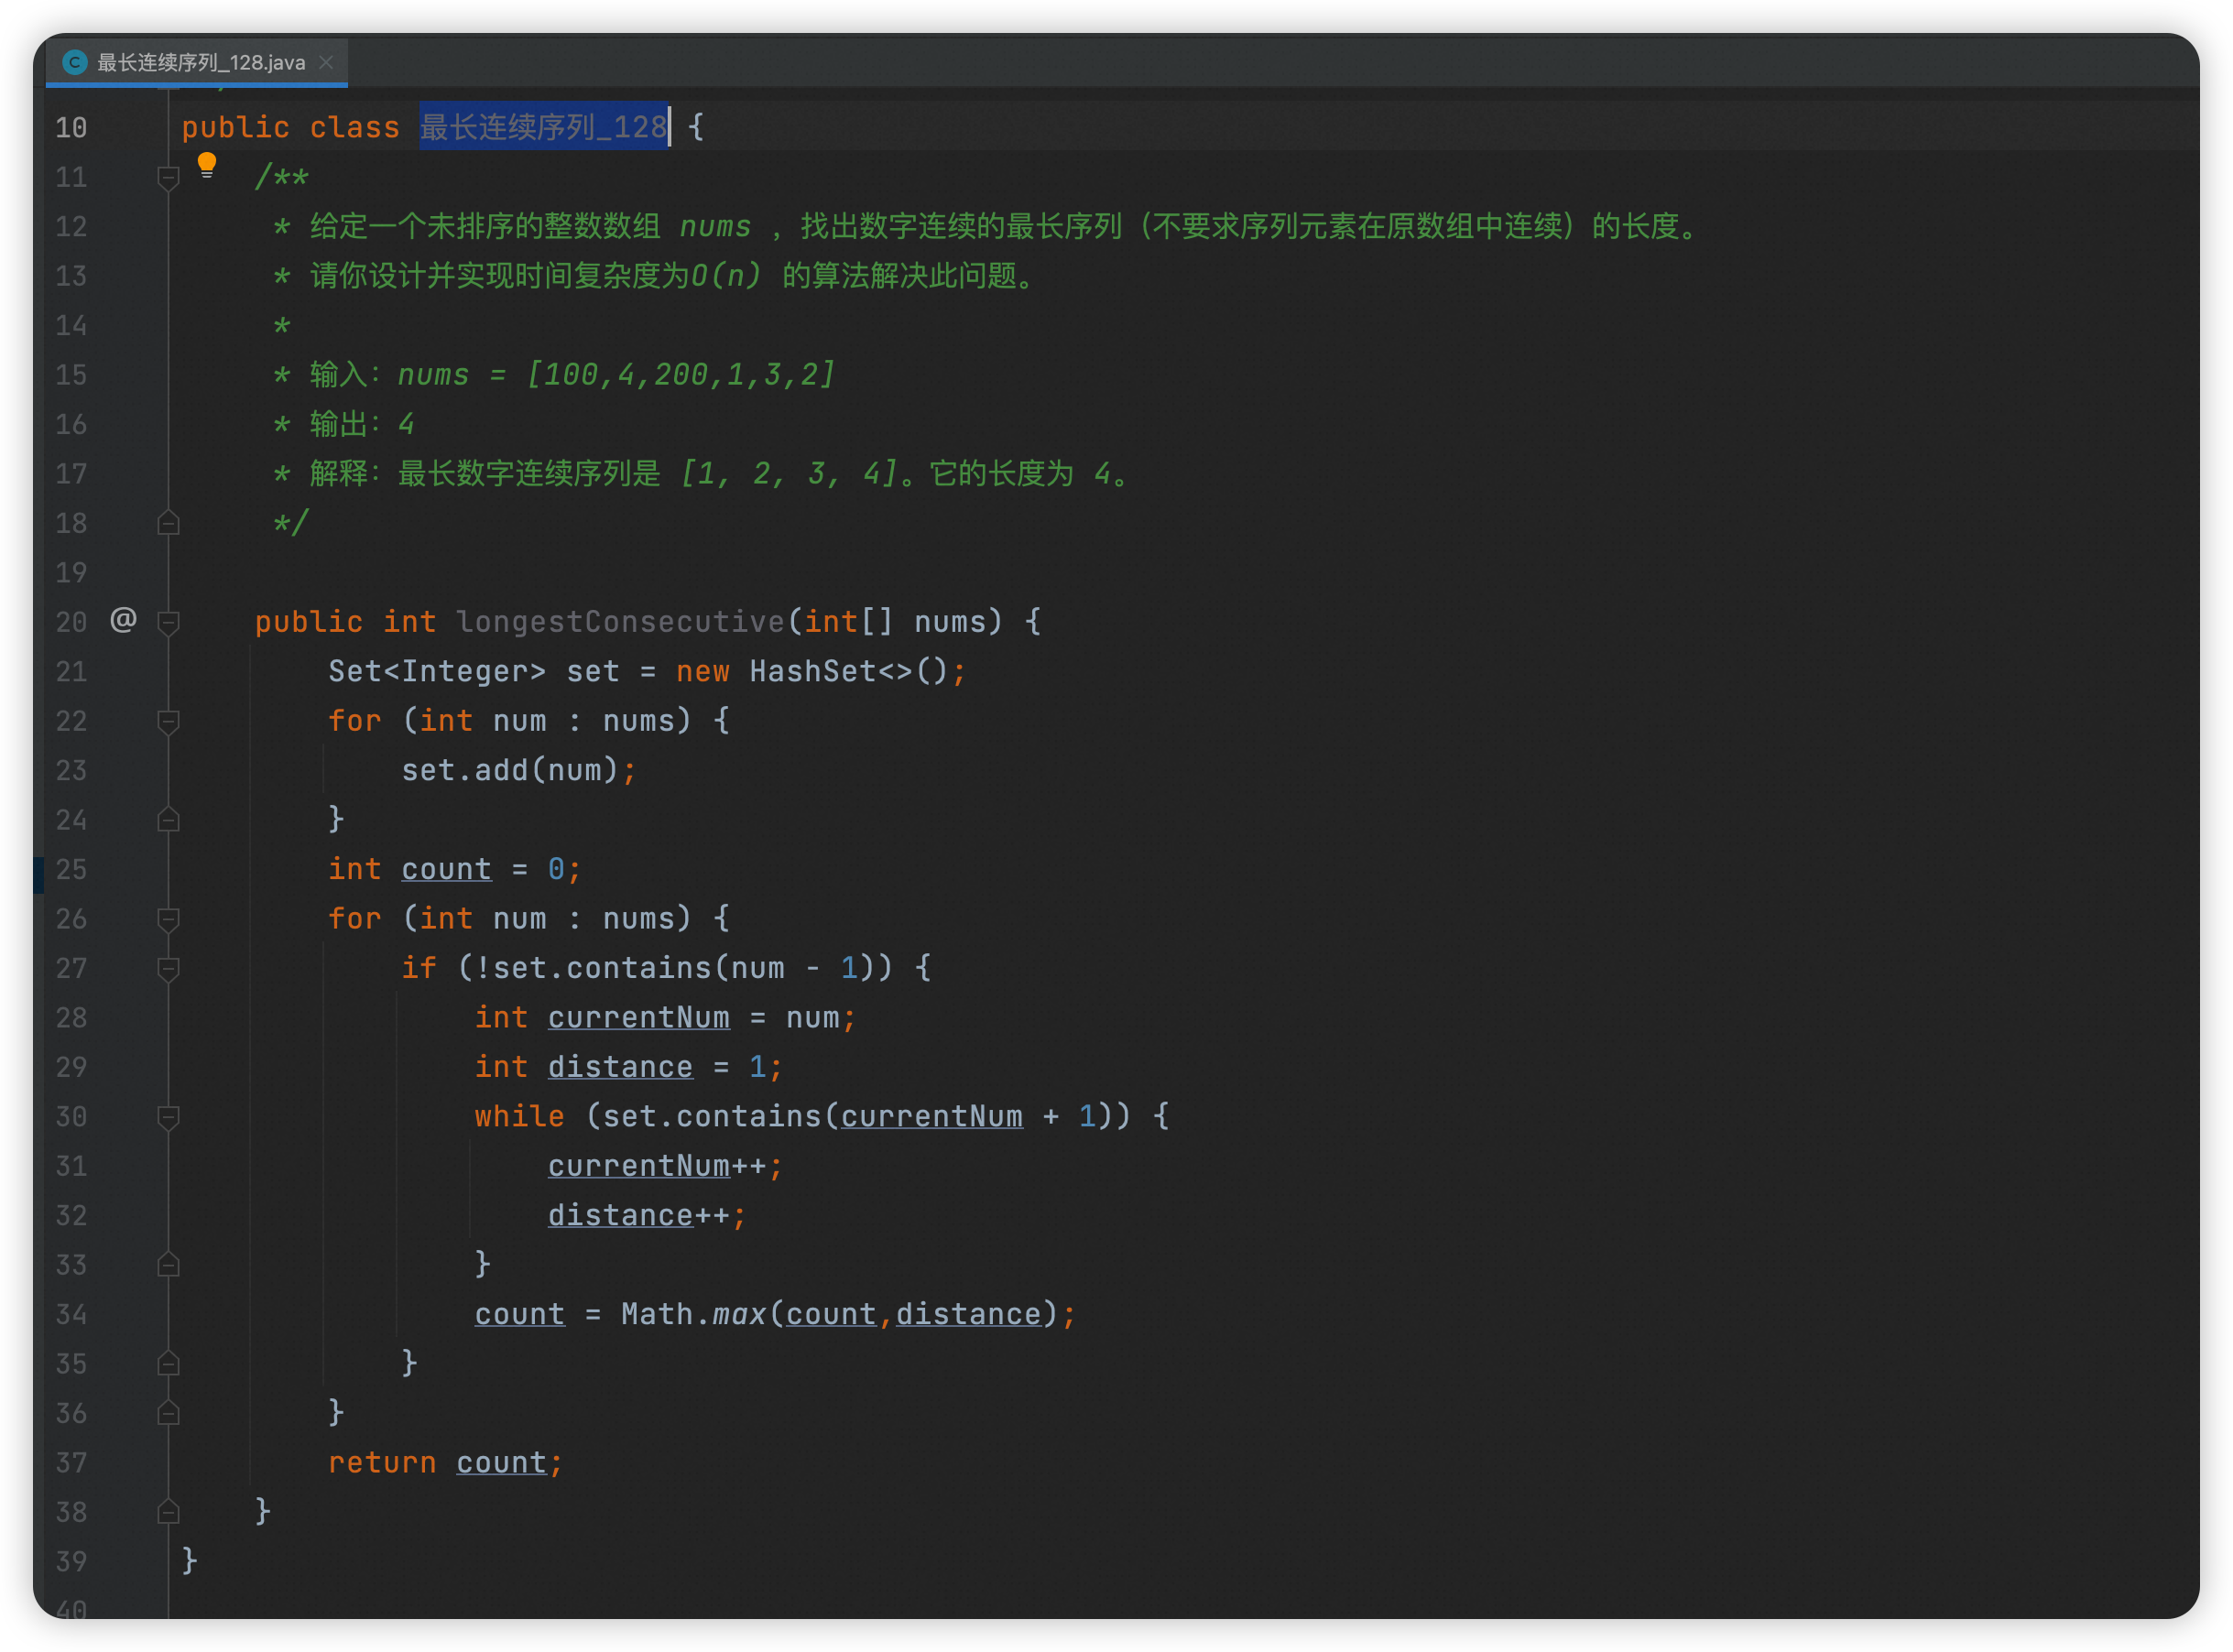 最长连续序列_128.java
10 public class 最长连续序列_128 {
11 /**
12 * 给定一个未排序的整数数组 nums ，找出数字连续的最长序列（不要求序列元素在原数组中连续）的长度。
13 * 请你设计并实现时间复杂度为O(n) 的算法解决此问题。
14 *
15 * 输入：nums = [100,4,200,1,3,2]
16 * 输出：4
17 * 解释：最长数字连续序列是 [1, 2, 3, 4]。它的长度为 4。
18 */
19
20 @ public int longestConsecutive(int[] nums) {
21 Set<Integer> set = new HashSet<>();
22 for (int num : nums) {
23 set.add(num);
24 }
25 int count = 0;
26 for (int num : nums) {
27 if (!set.contains(num - 1)) {
28 int currentNum = num;
29 int distance = 1;
30 while (set.contains(currentNum + 1)) {
31 currentNum++;
32 distance++;
33 }
34 count = Math.max(count,distance);
35 }
36 }
37 return count;
38 }
39 }
40